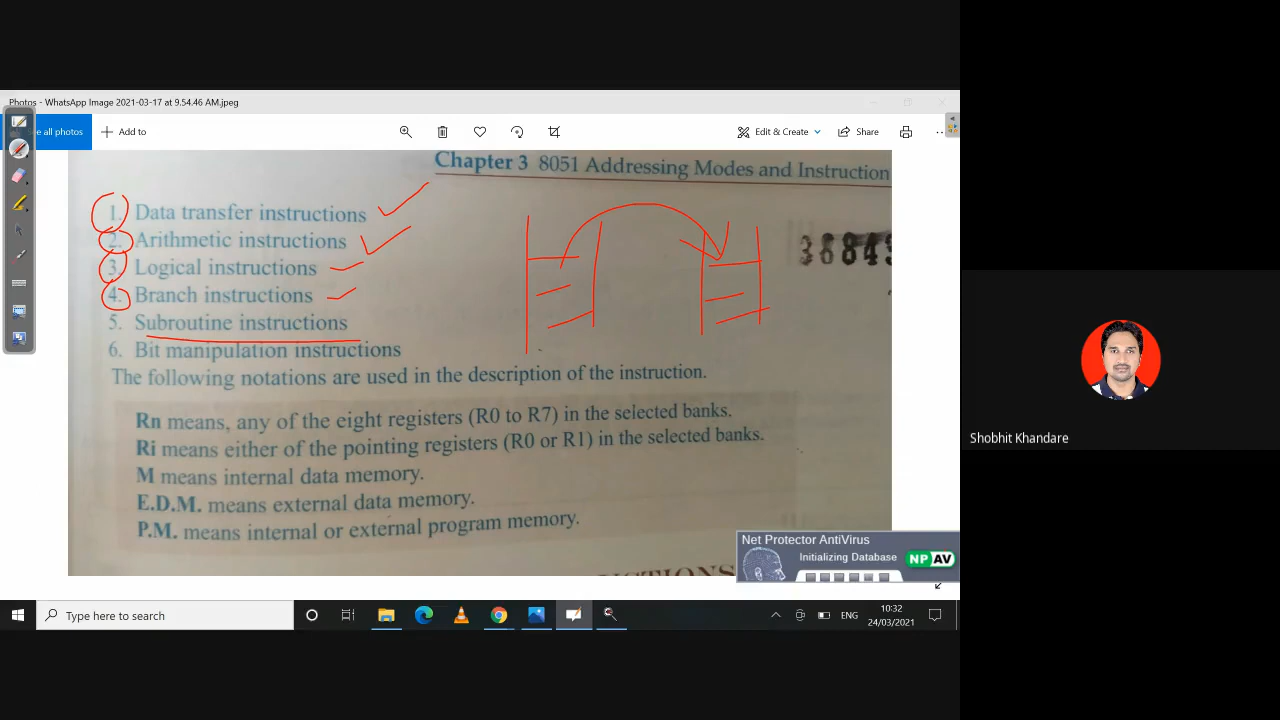 Photos - WhatsApp Image 2021-03-17 at 9.54.46 AM.jpeg
all photos
Add to
Edit & Create
Share
Chapter 3 8051 Addressing Modes and Instruction
1. Data transfer instructions
2. Arithmetic instructions
3. Logical instructions
4. Branch instructions
5. Subroutine instructions
6. Bit manipulation instructions
The following notations are used in the description of the instruction.
Rn means, any of the eight registers (R0 to R7) in the selected banks.
Ri means either of the pointing registers (R0 or R1) in the selected banks.
M means internal data memory.
E.D.M. means external data memory.
P.M. means internal or external program memory.
Shobhit Khandare
Net Protector AntiVirus
Initializing Database
NPAV
Type here to search
ENG
10:32
24/03/2021